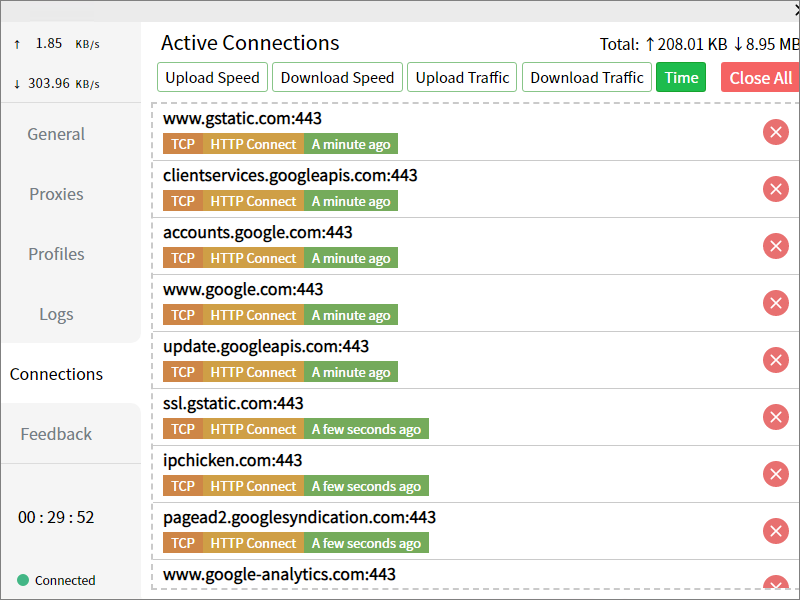 ↑ 1.85 KB/s
↓ 303.96 KB/s
General
Proxies
Profiles
Logs
Connections
Feedback
00 : 29 : 52
Connected
Active Connections
Total: ↑208.01 KB ↓8.95 MB
Upload Speed Download Speed Upload Traffic Download Traffic Time Close All
www.gstatic.com:443
TCP HTTP Connect A minute ago
clientservices.googleapis.com:443
TCP HTTP Connect A minute ago
accounts.google.com:443
TCP HTTP Connect A minute ago
www.google.com:443
TCP HTTP Connect A minute ago
update.googleapis.com:443
TCP HTTP Connect A minute ago
ssl.gstatic.com:443
TCP HTTP Connect A few seconds ago
ipchicken.com:443
TCP HTTP Connect A few seconds ago
pagead2.googlesyndication.com:443
TCP HTTP Connect A few seconds ago
www.google-analytics.com:443